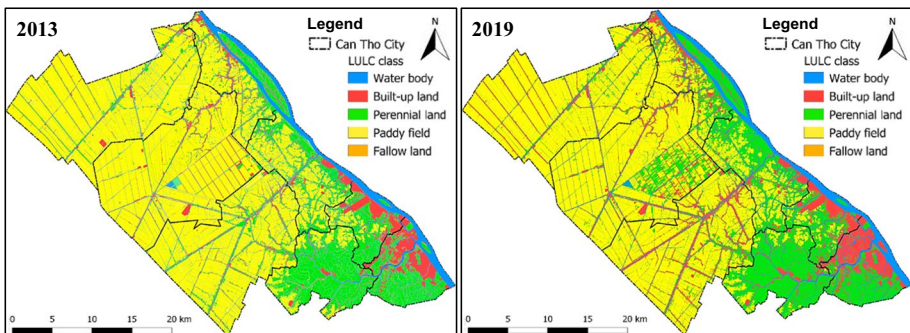 2013
Legend
N
Can Tho City
LULC class
Water body
Built-up land
Perennial land
Paddy field
Fallow land
0 5 10 15 20 km
2019
Legend
N
Can Tho City
LULC class
Water body
Built-up land
Perennial land
Paddy field
Fallow land
0 5 10 15 20 km